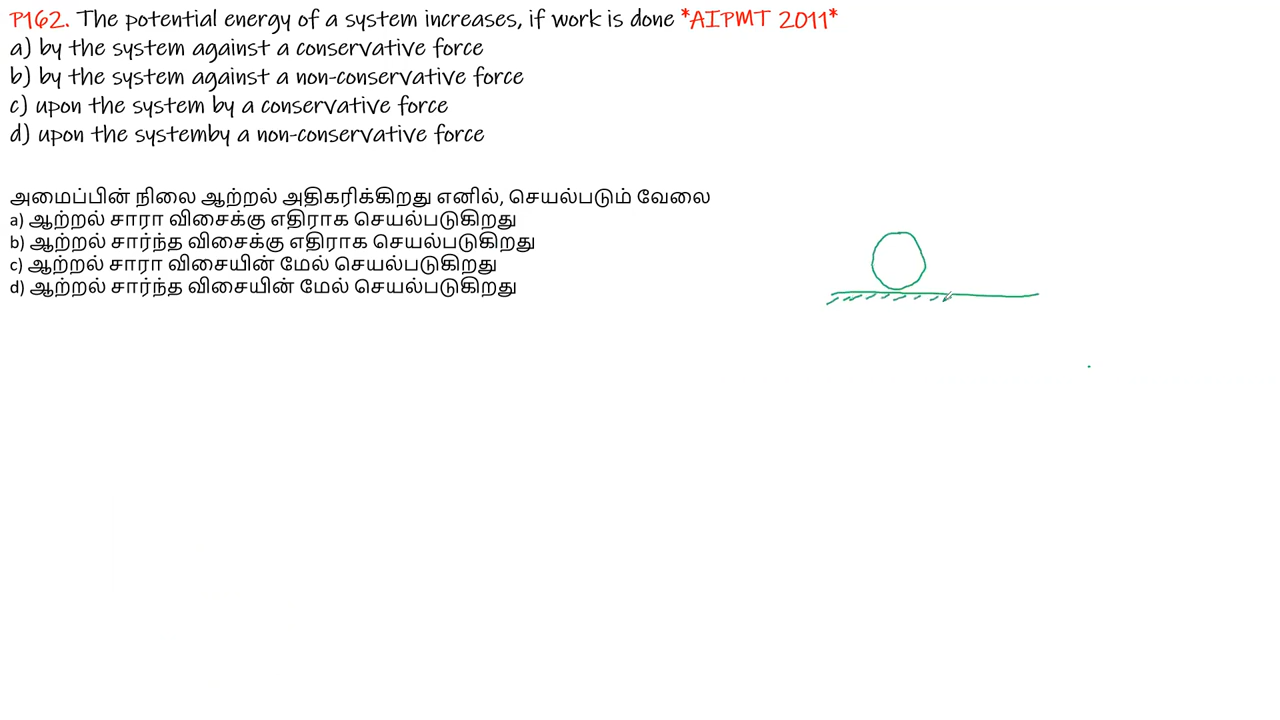 P162. The potential energy of a system increases, if work is done *AIPMT 2011*
a) by the system against a conservative force
b) by the system against a non-conservative force
c) upon the system by a conservative force
d) upon the systemby a non-conservative force
அமைப்பின் நிலை ஆற்றல் அதிகரிக்கிறது எனில், செயல்படும் வேலை
a) ஆற்றல் சாரா விசைக்கு எதிராக செயல்படுகிறது
b) ஆற்றல் சார்ந்த விசைக்கு எதிராக செயல்படுகிறது
c) ஆற்றல் சாரா விசையின் மேல் செயல்படுகிறது
d) ஆற்றல் சார்ந்த விசையின் மேல் செயல்படுகிறது